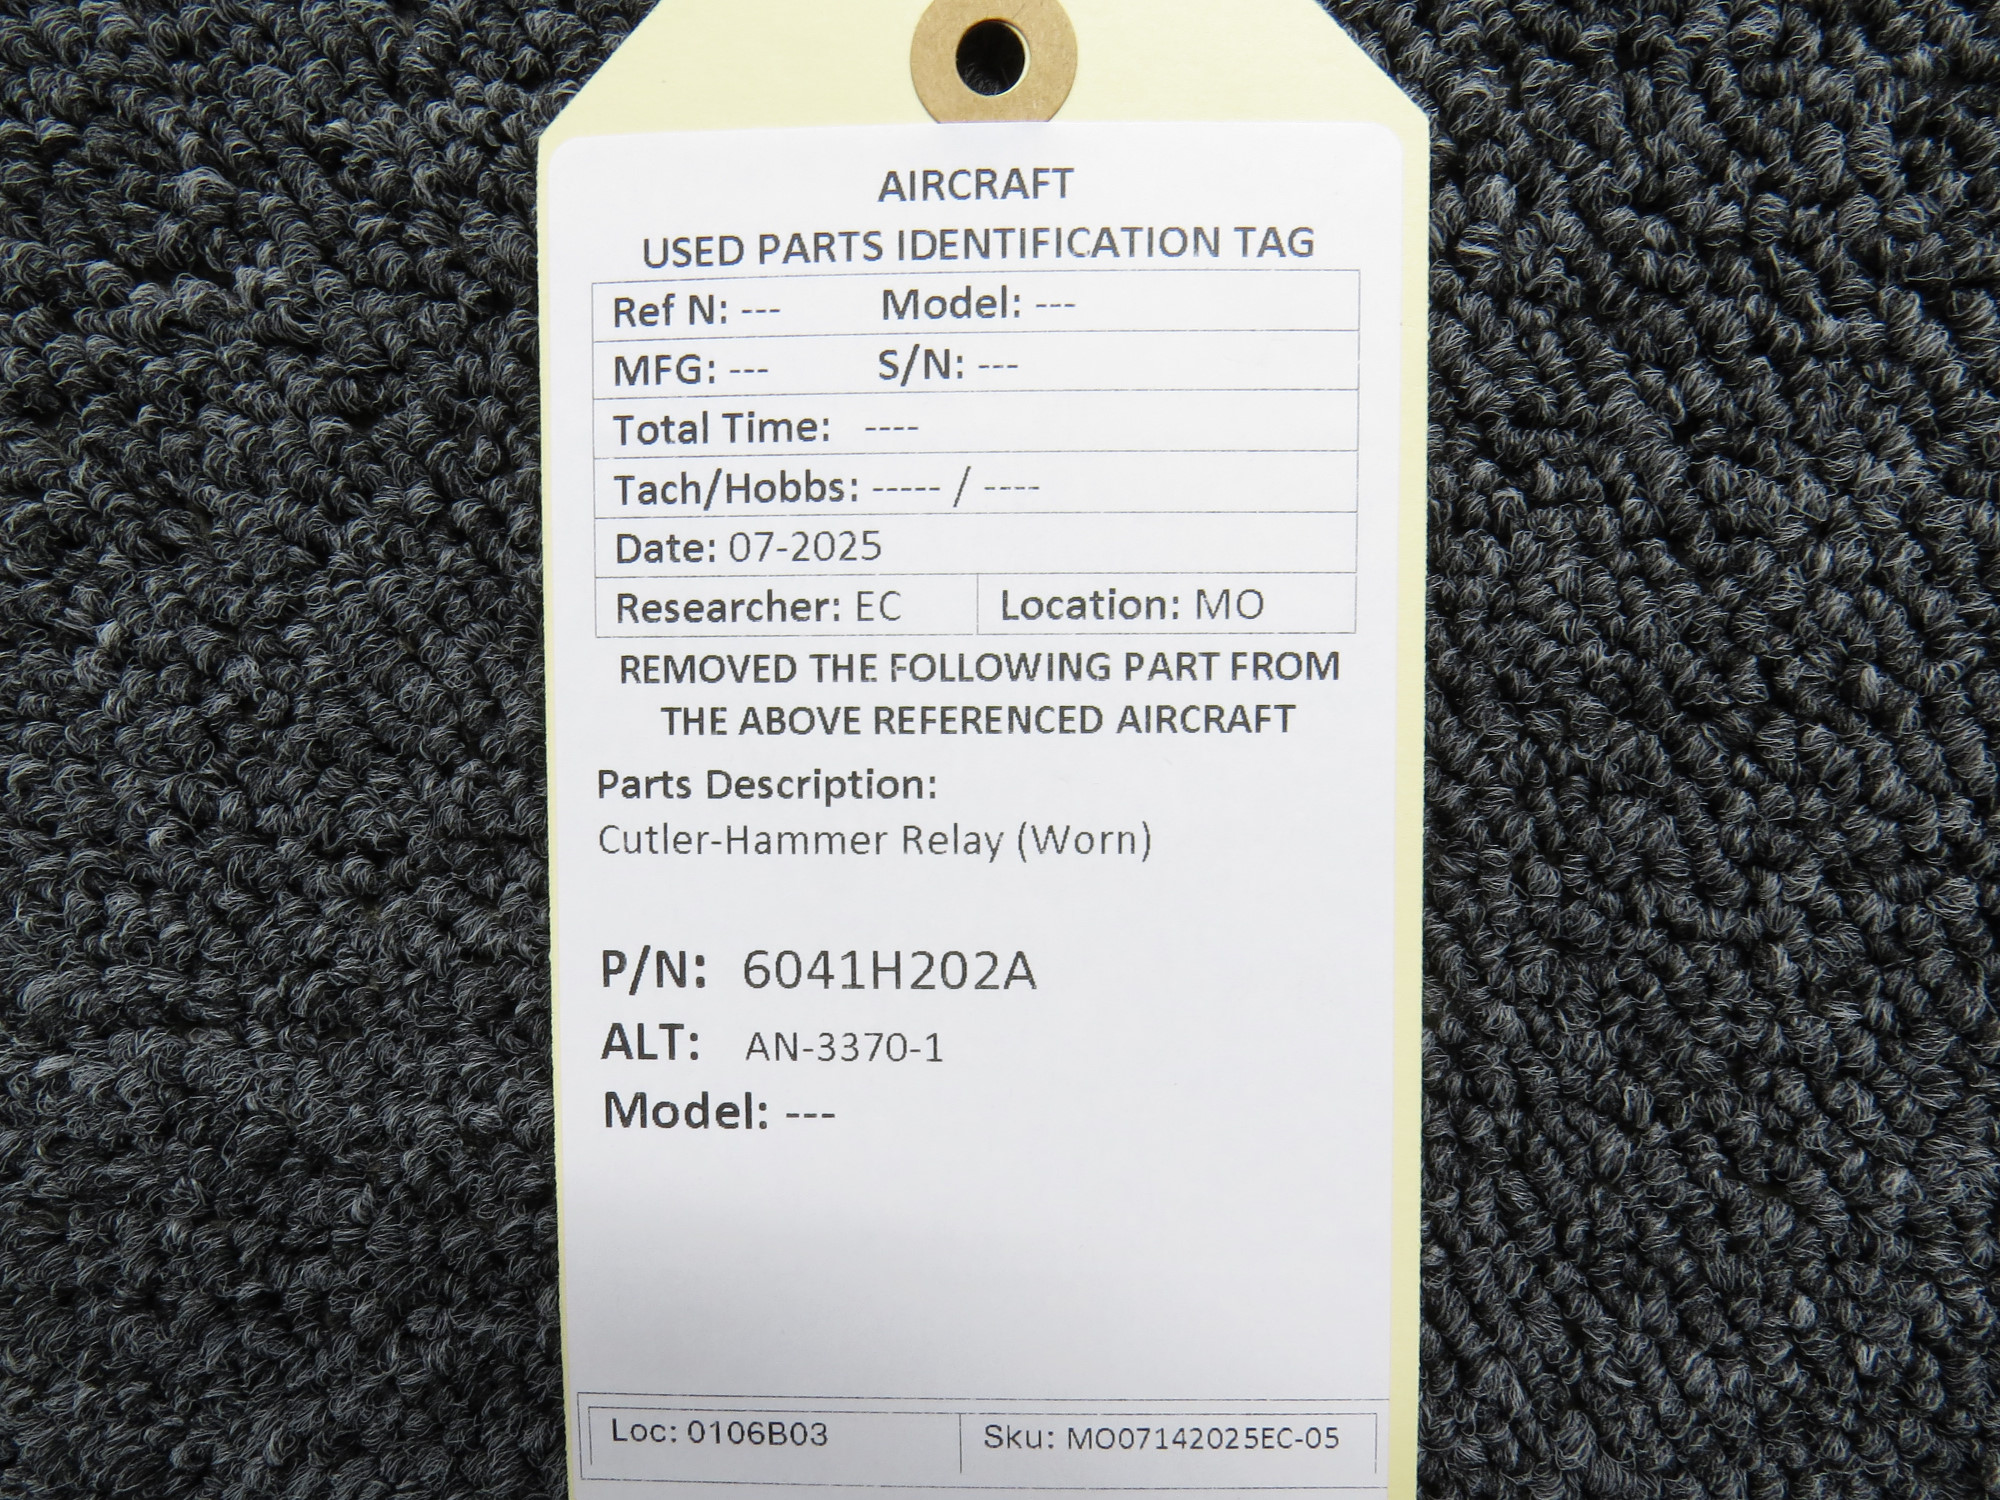 AIRCRAFT
USED PARTS IDENTIFICATION TAG
Ref N: --- Model: ---
MFG: --- S/N: ---
Total Time: ----
Tach/Hobbs: ----- / ----
Date: 07-2025
Researcher: EC Location: MO
REMOVED THE FOLLOWING PART FROM
THE ABOVE REFERENCED AIRCRAFT
Parts Description:
Cutler-Hammer Relay (Worn)
P/N: 6041H202A
ALT: AN-3370-1
Model: ---
Loc: 0106B03 Sku: MO07142025EC-05